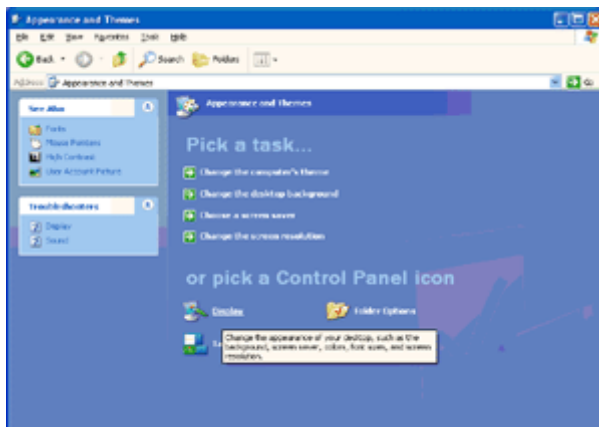 Appearance and Themes
File Edit View Favorites Tools Help
Back Search Folders
Address Appearance and Themes Go
See Also
Fonts
Mouse Pointers
High Contrast
User Account Picture
Troubleshooters
Display
Sound
Appearance and Themes
Pick a task...
Change the computer's theme
Change the desktop background
Choose a screen saver
Change the screen resolution
or pick a Control Panel icon
Display Folder Options
Change the appearance of your desktop, such as the
background, screen saver, colors, font sizes, and screen
resolution.